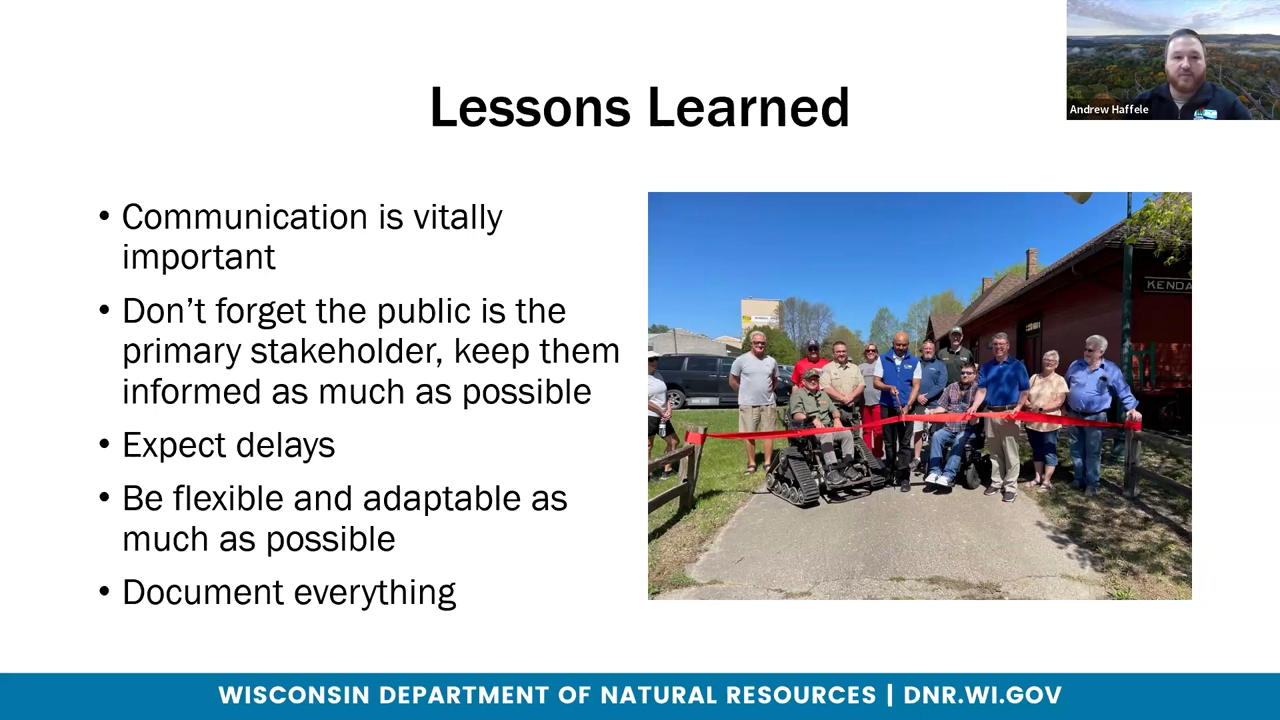 Andrew Haffele
Lessons Learned
• Communication is vitally
important
• Don’t forget the public is the
primary stakeholder, keep them
informed as much as possible
• Expect delays
• Be flexible and adaptable as
much as possible
• Document everything
KENDA
WISCONSIN DEPARTMENT OF NATURAL RESOURCES | DNR.WI.GOV